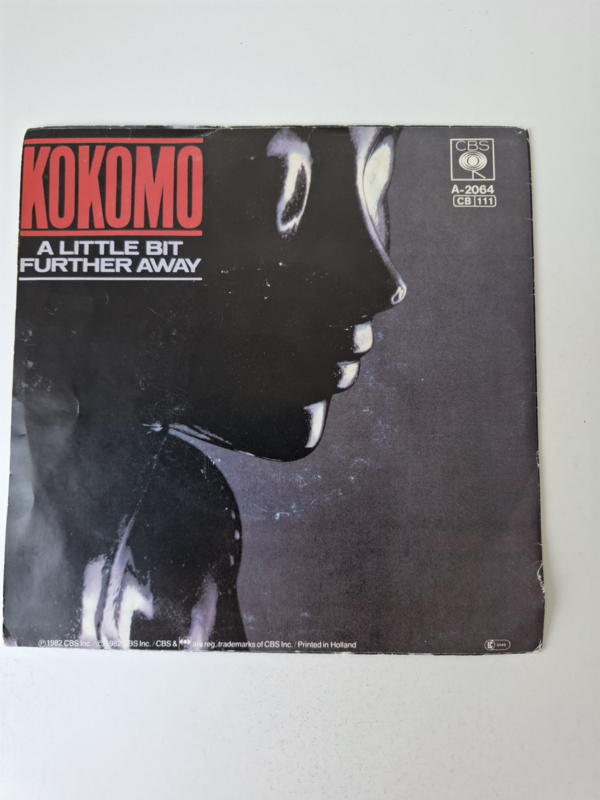 KOKOMO
A LITTLE BIT
FURTHER AWAY
CBS
A-2064
CB 111
℗ 1982 CBS Inc. / © 1982 CBS Inc. / CBS & are reg. trademarks of CBS Inc. / Printed in Holland